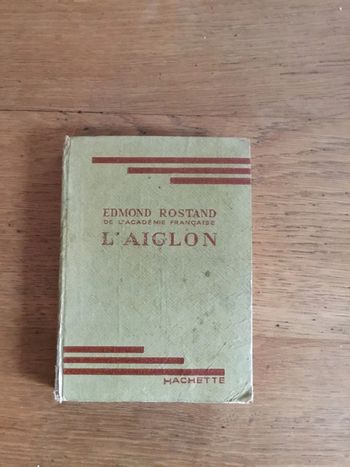 EDMOND ROSTAND
DE L'ACADÉMIE FRANÇAISE
L'AIGLON
HACHETTE